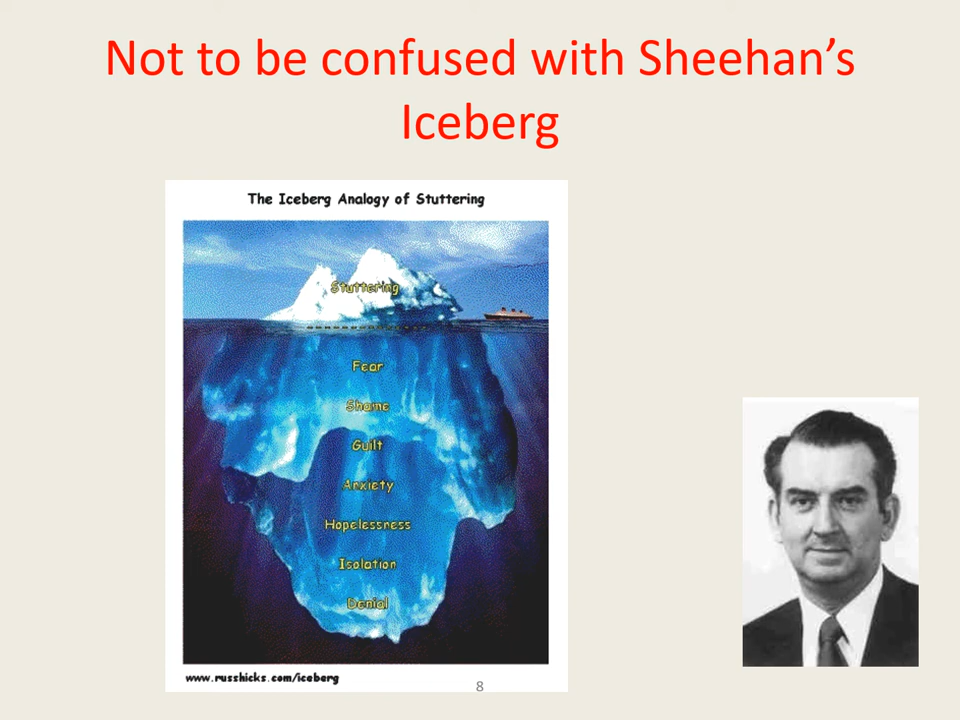 Not to be confused with Sheehan’s
Iceberg
The Iceberg Analogy of Stuttering
Stuttering
Fear
Shame
Guilt
Anxiety
Hopelessness
Isolation
Denial
www.russhicks.com/iceberg
8